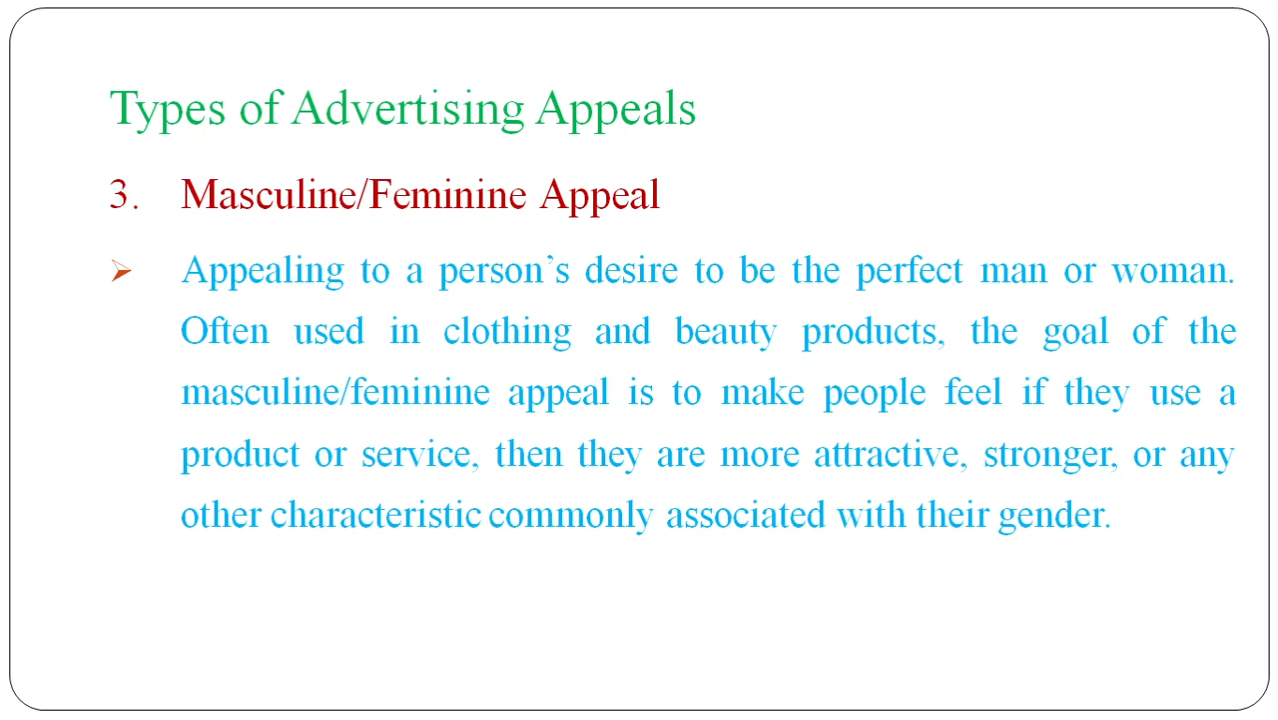 Types of Advertising Appeals
3. Masculine/Feminine Appeal
➢ Appealing to a person’s desire to be the perfect man or woman.
Often used in clothing and beauty products, the goal of the
masculine/feminine appeal is to make people feel if they use a
product or service, then they are more attractive, stronger, or any
other characteristic commonly associated with their gender.